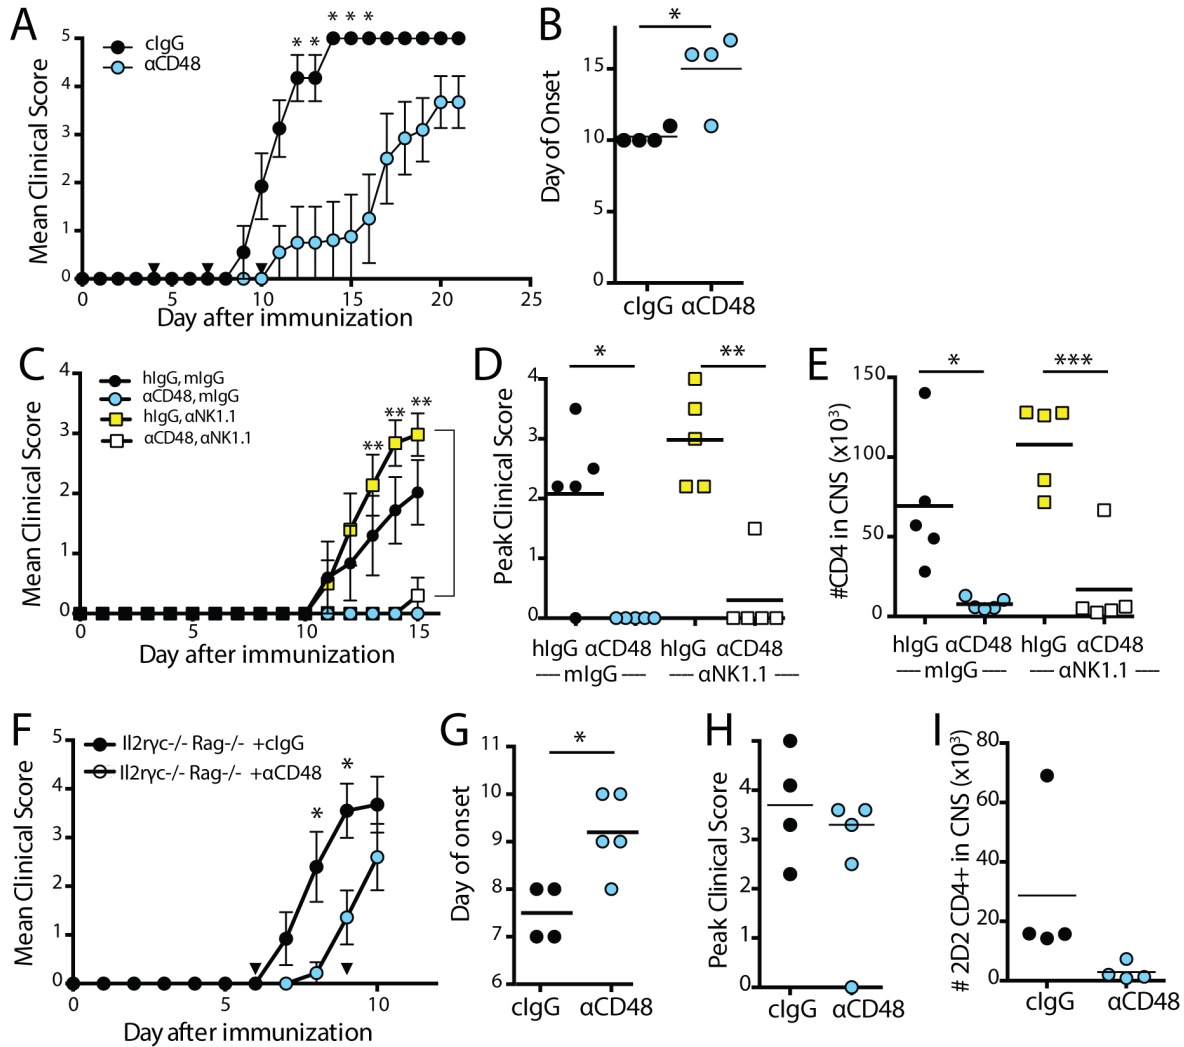 A
cIgG
αCD48
* * * * *
Mean Clinical Score
5
4
3
2
1
0
0 5 10 15 20 25
Day after immunization
B
*
Day of Onset
15
10
5
0
cIgG αCD48
C
hIgG, mIgG
αCD48, mIgG
hIgG, αNK1.1
αCD48, αNK1.1
** ** **
Mean Clinical Score
4
3
2
1
0
0 5 10 15
Day after immunization
D
* **
Peak Clinical Score
4
3
2
1
0
hIgG αCD48 hIgG αCD48
mIgG αNK1.1
E
* ***
#CD4 in CNS (x10³)
150
100
50
0
hIgG αCD48 hIgG αCD48
mIgG αNK1.1
F
Il2rγc-/- Rag-/- +cIgG
Il2rγc-/- Rag-/- +αCD48
* *
Mean Clinical Score
5
4
3
2
1
0
0 5 10
Day after immunization
G
*
Day of onset
11
10
9
8
7
6
cIgG αCD48
H
Peak Clinical Score
4
3
2
1
0
cIgG αCD48
I
# 2D2 CD4+ in CNS (x10³)
80
60
40
20
0
cIgG αCD48